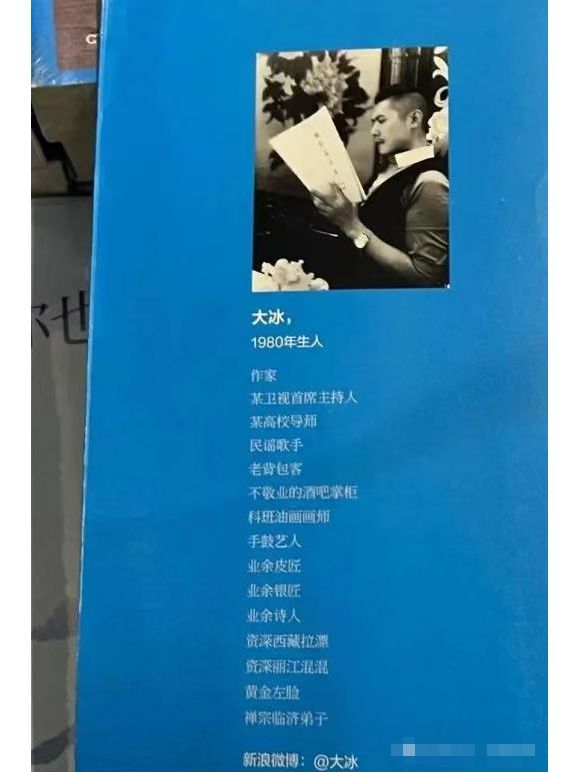 大冰，
1980年生人
作家
某卫视首席主持人
某高校导师
民谣歌手
老背包客
不敬业的酒吧掌柜
科班油画画师
手鼓艺人
业余皮匠
业余银匠
业余诗人
资深西藏拉漂
资深丽江混混
黄金左脸
禅宗临济弟子
新浪微博：@大冰